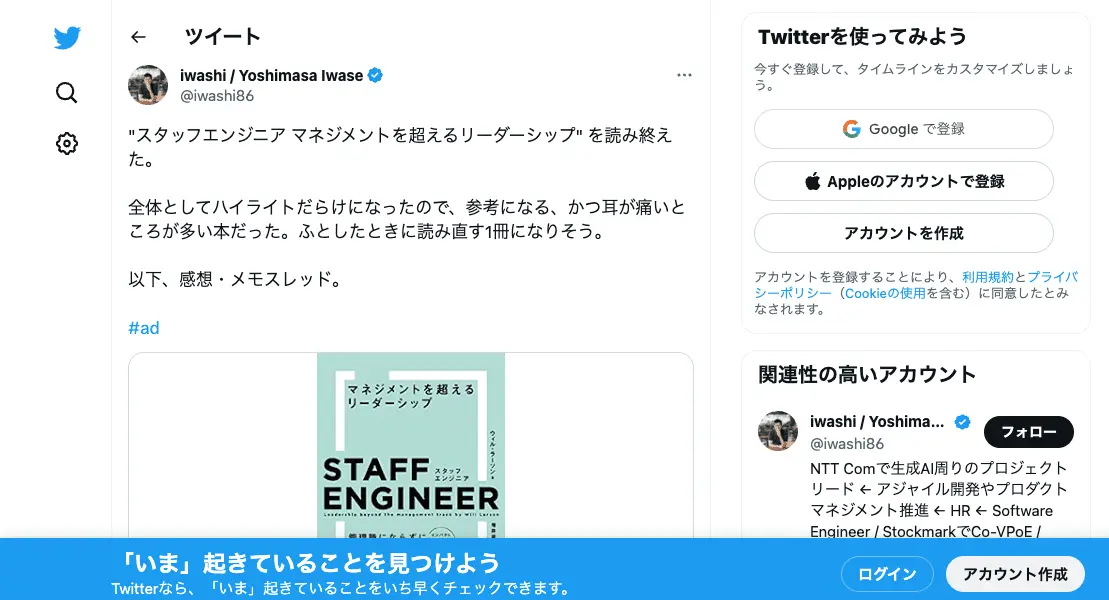 ツイート
iwashi / Yoshimasa Iwase
@iwashi86
"スタッフエンジニア マネジメントを超えるリーダーシップ" を読み終え
た。
全体としてハイライトだらけになったので、参考になる、かつ耳が痛いと
ころが多い本だった。ふとしたときに読み直す1冊になりそう。
以下、感想・メモスレッド。
#ad
マネジメントを超える
リーダーシップ
ウィル・ラーソン 著
STAFF
スタッフ
エンジニア
ENGINEER
Leadership beyond the management track by Will Larson
管理職にならずに
Twitterを使ってみよう
今すぐ登録して、タイムラインをカスタマイズしましょ
う。
Google で登録
Appleのアカウントで登録
アカウントを作成
アカウントを登録することにより、利用規約とプライバ
シーポリシー（Cookieの使用を含む）に同意したとみ
なされます。
関連性の高いアカウント
iwashi / Yoshima...
@iwashi86
フォロー
NTT Comで生成AI周りのプロジェクト
リード ← アジャイル開発やプロダクト
マネジメント推進 ← HR ← Software
Engineer / StockmarkでCo-VPoE /
「いま」起きていることを見つけよう
Twitterなら、「いま」起きていることをいち早くチェックできます。
ログイン
アカウント作成